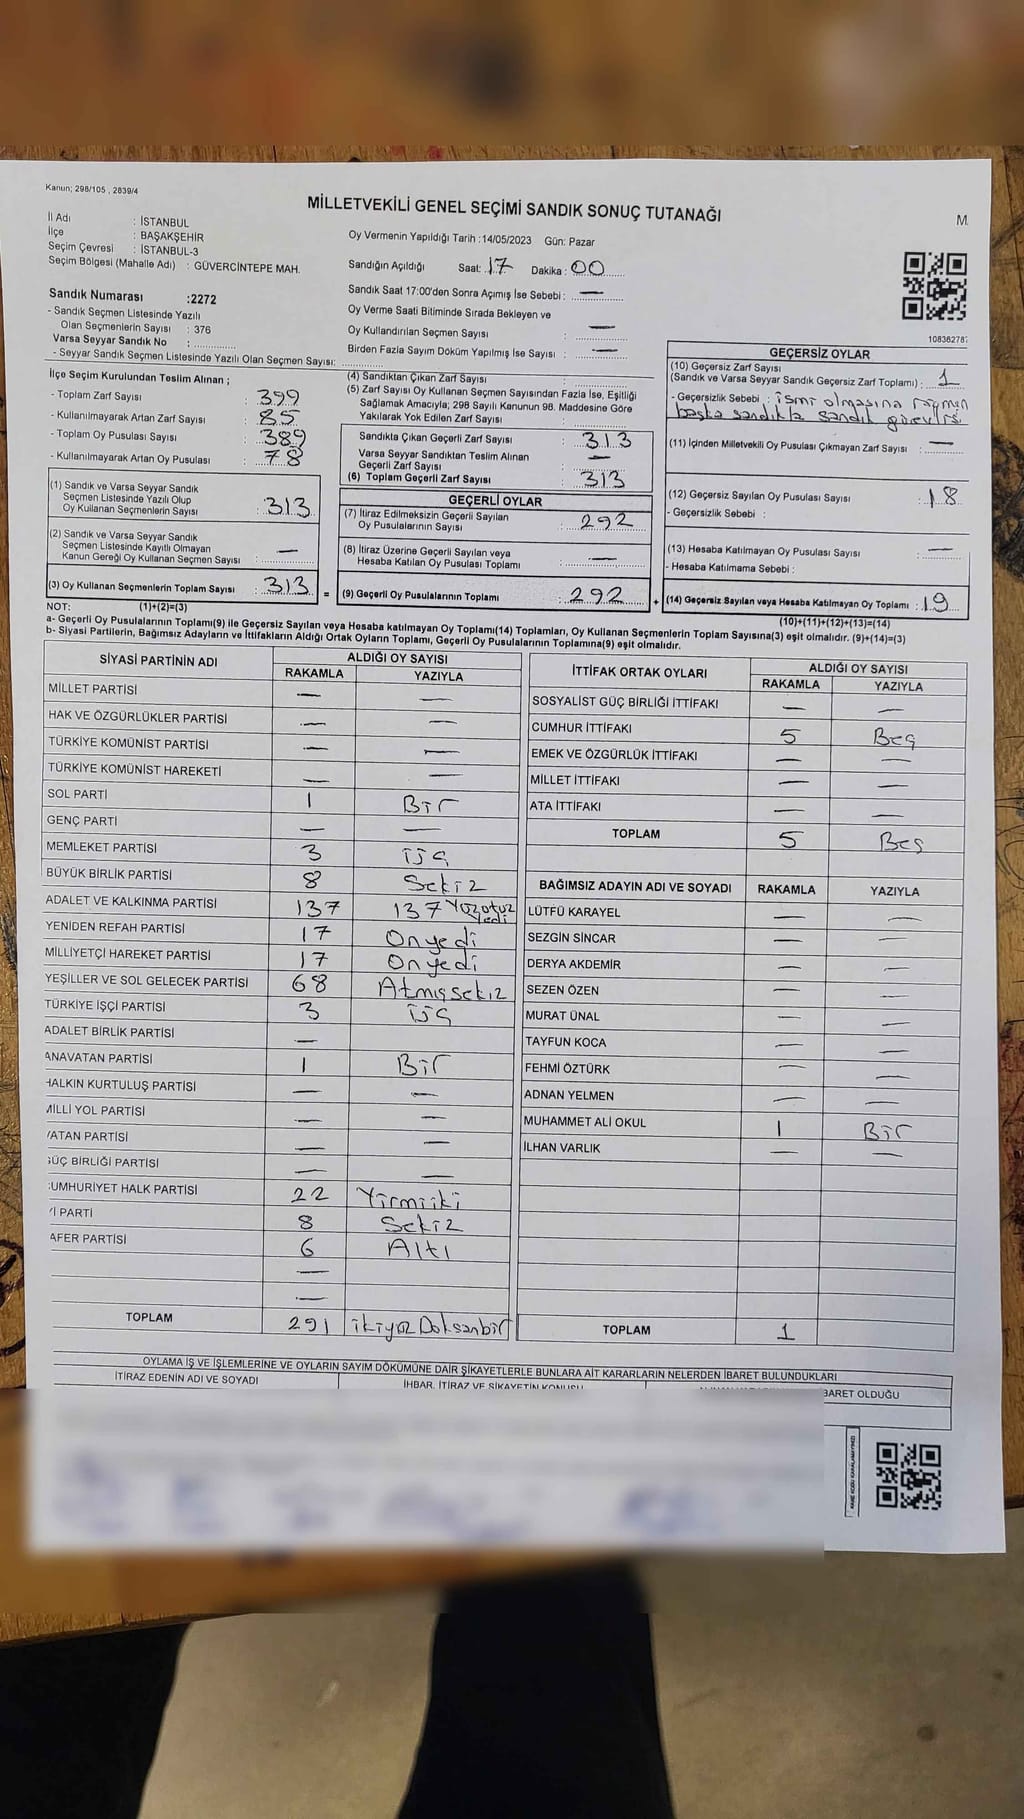 Kanun; 298/105 , 2839/4
MİLLETVEKİLİ GENEL SEÇİMİ SANDIK SONUÇ TUTANAĞI
M.
İl Adı : İSTANBUL
İlçe : BAŞAKŞEHİR
Seçim Çevresi : İSTANBUL-3
Seçim Bölgesi (Mahalle Adı) : GÜVERCİNTEPE MAH.
Sandık Numarası :2272
- Sandık Seçmen Listesinde Yazılı
Olan Seçmenlerin Sayısı : 376
Varsa Seyyar Sandık No :
- Seyyar Sandık Seçmen Listesinde Yazılı Olan Seçmen Sayısı:
Oy Vermenin Yapıldığı Tarih :14/05/2023 Gün: Pazar
Sandığın Açıldığı Saat: 17 Dakika : 00
Sandık Saat 17:00'den Sonra Açımış İse Sebebi : —
Oy Verme Saati Bitiminde Sırada Bekleyen ve
Oy Kullandırılan Seçmen Sayısı : —
Birden Fazla Sayım Döküm Yapılmış İse Sayısı : —
İlçe Seçim Kurulundan Teslim Alınan ;
- Toplam Zarf Sayısı : 399
- Kullanılmayarak Artan Zarf Sayısı : 85
- Toplam Oy Pusulası Sayısı : 389
- Kullanılmayarak Artan Oy Pusulası : 78
(1) Sandık ve Varsa Seyyar Sandık
Seçmen Listesinde Yazılı Olup
Oy Kullanan Seçmenlerin Sayısı : 313
(2) Sandık ve Varsa Seyyar Sandık
Seçmen Listesinde Kayıtlı Olmayan
Kanun Gereği Oy Kullanan Seçmen Sayısı : —
(3) Oy Kullanan Seçmenlerin Toplam Sayısı : 313 =
(4) Sandıktan Çıkan Zarf Sayısı :
(5) Zarf Sayısı Oy Kullanan Seçmen Sayısından Fazla İse, Eşitliği
Sağlamak Amacıyla; 298 Sayılı Kanunun 98. Maddesine Göre
Yakılarak Yok Edilen Zarf Sayısı :
Sandıkta Çıkan Geçerli Zarf Sayısı : 313
Varsa Seyyar Sandıktan Teslim Alınan
Geçerli Zarf Sayısı : —
(6) Toplam Geçerli Zarf Sayısı : 313
GEÇERLİ OYLAR
(7) İtiraz Edilmeksizin Geçerli Sayılan
Oy Pusulalarının Sayısı : 292
(8) İtiraz Üzerine Geçerli Sayılan veya
Hesaba Katılan Oy Pusulası Toplamı : —
(9) Geçerli Oy Pusulalarının Toplamı : 292 +
10836278
GEÇERSİZ OYLAR
(10) Geçersiz Zarf Sayısı
(Sandık ve Varsa Seyyar Sandık Geçersiz Zarf Toplamı) : 1
- Geçersizlik Sebebi : ismi olmasına rağmen
başka sandıkta sandık görevlisi
(11) İçinden Milletvekili Oy Pusulası Çıkmayan Zarf Sayısı : —
(12) Geçersiz Sayılan Oy Pusulası Sayısı : 18
- Geçersizlik Sebebi :
(13) Hesaba Katılmayan Oy Pusulası Sayısı : —
- Hesaba Katılmama Sebebi :
(14) Geçersiz Sayılan veya Hesaba Katılmayan Oy Toplamı : 19
NOT: (1)+(2)=(3)
(10)+(11)+(12)+(13)=(14)
a- Geçerli Oy Pusulalarının Toplamı(9) ile Geçersiz Sayılan veya Hesaba katılmayan Oy Toplamı(14) Toplamları, Oy Kullanan Seçmenlerin Toplam Sayısına(3) eşit olmalıdır. (9)+(14)=(3)
b- Siyasi Partilerin, Bağımsız Adayların ve İttifakların Aldığı Ortak Oyların Toplamı, Geçerli Oy Pusulalarının Toplamına(9) eşit olmalıdır.
SİYASİ PARTİNİN ADI ALDIĞI OY SAYISI
RAKAMLA YAZIYLA
MİLLET PARTİSİ — —
HAK VE ÖZGÜRLÜKLER PARTİSİ — —
TÜRKİYE KOMÜNİST PARTİSİ — —
TÜRKİYE KOMÜNİST HAREKETİ — —
SOL PARTİ 1 Bir
GENÇ PARTİ — —
MEMLEKET PARTİSİ 3 üç
BÜYÜK BİRLİK PARTİSİ 8 Sekiz
ADALET VE KALKINMA PARTİSİ 137 137 Yüzotuz yedi
YENİDEN REFAH PARTİSİ 17 Onyedi
MİLLİYETÇİ HAREKET PARTİSİ 17 Onyedi
YEŞİLLER VE SOL GELECEK PARTİSİ 68 Atmışsekiz
TÜRKİYE İŞÇİ PARTİSİ 3 üç
ADALET BİRLİK PARTİSİ —
ANAVATAN PARTİSİ 1 Bir
HALKIN KURTULUŞ PARTİSİ — —
MİLLİ YOL PARTİSİ — —
VATAN PARTİSİ — —
GÜÇ BİRLİĞİ PARTİSİ — —
CUMHURİYET HALK PARTİSİ 22 Yirmiiki
İYİ PARTİ 8 Sekiz
ZAFER PARTİSİ 6 Altı
—
—
TOPLAM 291 ikiyüz Doksanbir
İTTİFAK ORTAK OYLARI ALDIĞI OY SAYISI
RAKAMLA YAZIYLA
SOSYALİST GÜÇ BİRLİĞİ İTTİFAKI — —
CUMHUR İTTİFAKI 5 Beş
EMEK VE ÖZGÜRLÜK İTTİFAKI — —
MİLLET İTTİFAKI — —
ATA İTTİFAKI — —
TOPLAM 5 Beş
BAĞIMSIZ ADAYIN ADI VE SOYADI RAKAMLA YAZIYLA
LÜTFÜ KARAYEL — —
SEZGİN SİNCAR — —
DERYA AKDEMİR — —
SEZEN ÖZEN — —
MURAT ÜNAL — —
TAYFUN KOCA — —
FEHMİ ÖZTÜRK — —
ADNAN YELMEN — —
MUHAMMET ALİ OKUL 1 Bir
İLHAN VARLIK — —
TOPLAM 1
OYLAMA İŞ VE İŞLEMLERİNE VE OYLARIN SAYIM DÖKÜMÜNE DAİR ŞİKAYETLERLE BUNLARA AİT KARARLARIN NELERDEN İBARET BULUNDUKLARI
İTİRAZ EDENİN ADI VE SOYADI
İHBAR, İTİRAZ VE ŞİKAYETİN KONUSU
İBARET OLDUĞU